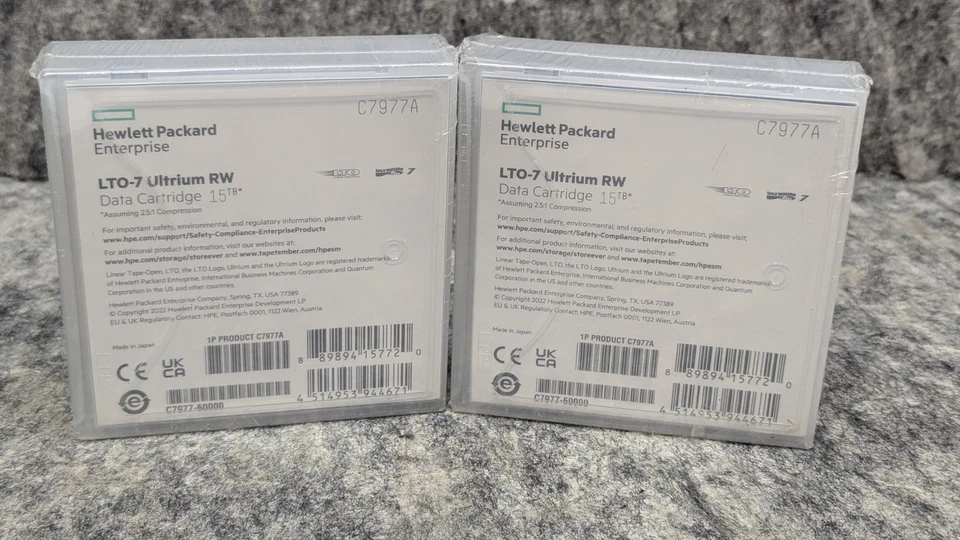 C7977A
Hewlett Packard
Enterprise
LTO-7 Ultrium RW
Data Cartridge 15TB*
*Assuming 2.5:1 Compression
7
For important safety, environmental, and regulatory information, please visit:
www.hpe.com/support/Safety-Compliance-EnterpriseProducts
For additional product information, visit our websites at:
www.hpe.com/storage/storeever and www.tapetember.com/hpesm
Linear Tape-Open, LTO, the LTO Logo, Ultrium and the Ultrium Logo are registered trademarks
of Hewlett Packard Enterprise, International Business Machines Corporation and Quantum
Corporation in the US and other countries.
Hewlett Packard Enterprise Company, Spring, TX, USA 77389
© Copyright 2022 Hewlett Packard Enterprise Development LP
EU & UK Regulatory Contact: HPE, Postfach 0001, 1122 Wien, Austria
Made in Japan
CE
UK
CA
1P PRODUCT C7977A
8 89894 15772 0
C7977-60000
4 514953 944671
C7977A
Hewlett Packard
Enterprise
LTO-7 Ultrium RW
Data Cartridge 15TB*
*Assuming 2.5:1 Compression
7
For important safety, environmental, and regulatory information, please visit:
www.hpe.com/support/Safety-Compliance-EnterpriseProducts
For additional product information, visit our websites at:
www.hpe.com/storage/storeever and www.tapetember.com/hpesm
Linear Tape-Open, LTO, the LTO Logo, Ultrium and the Ultrium Logo are registered trademarks
of Hewlett Packard Enterprise, International Business Machines Corporation and Quantum
Corporation in the US and other countries.
Hewlett Packard Enterprise Company, Spring, TX, USA 77389
© Copyright 2022 Hewlett Packard Enterprise Development LP
EU & UK Regulatory Contact: HPE, Postfach 0001, 1122 Wien, Austria
Made in Japan
CE
UK
CA
1P PRODUCT C7977A
8 89894 15772 0
C7977-60000
4 514953 944671